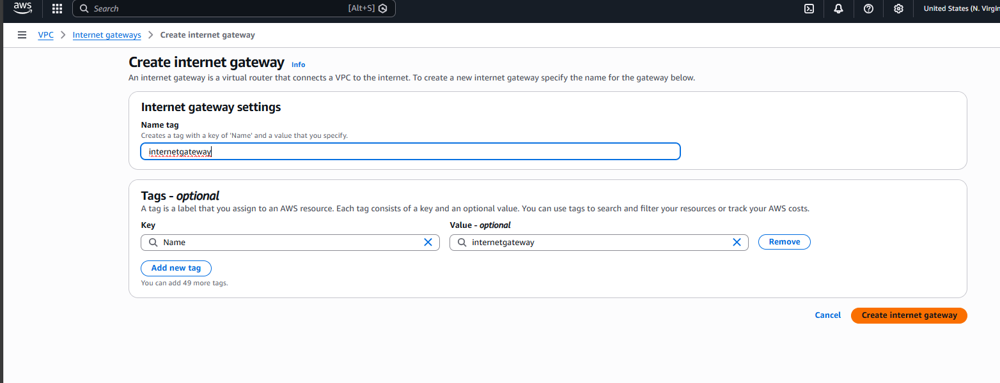 aws
Search [Alt+S] United States (N. Virgin
VPC > Internet gateways > Create internet gateway
Create internet gateway Info
An internet gateway is a virtual router that connects a VPC to the internet. To create a new internet gateway specify the name for the gateway below.
Internet gateway settings
Name tag
Creates a tag with a key of 'Name' and a value that you specify.
internetgateway
Tags - optional
A tag is a label that you assign to an AWS resource. Each tag consists of a key and an optional value. You can use tags to search and filter your resources or track your AWS costs.
Key Value - optional
Name internetgateway Remove
Add new tag
You can add 49 more tags.
Cancel Create internet gateway